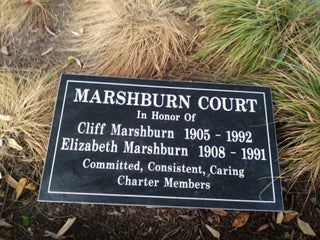 MARSHBURN COURT
In Honor Of
Cliff Marshburn 1905 - 1992
Elizabeth Marshburn 1908 - 1991
Committed, Consistent, Caring
Charter Members